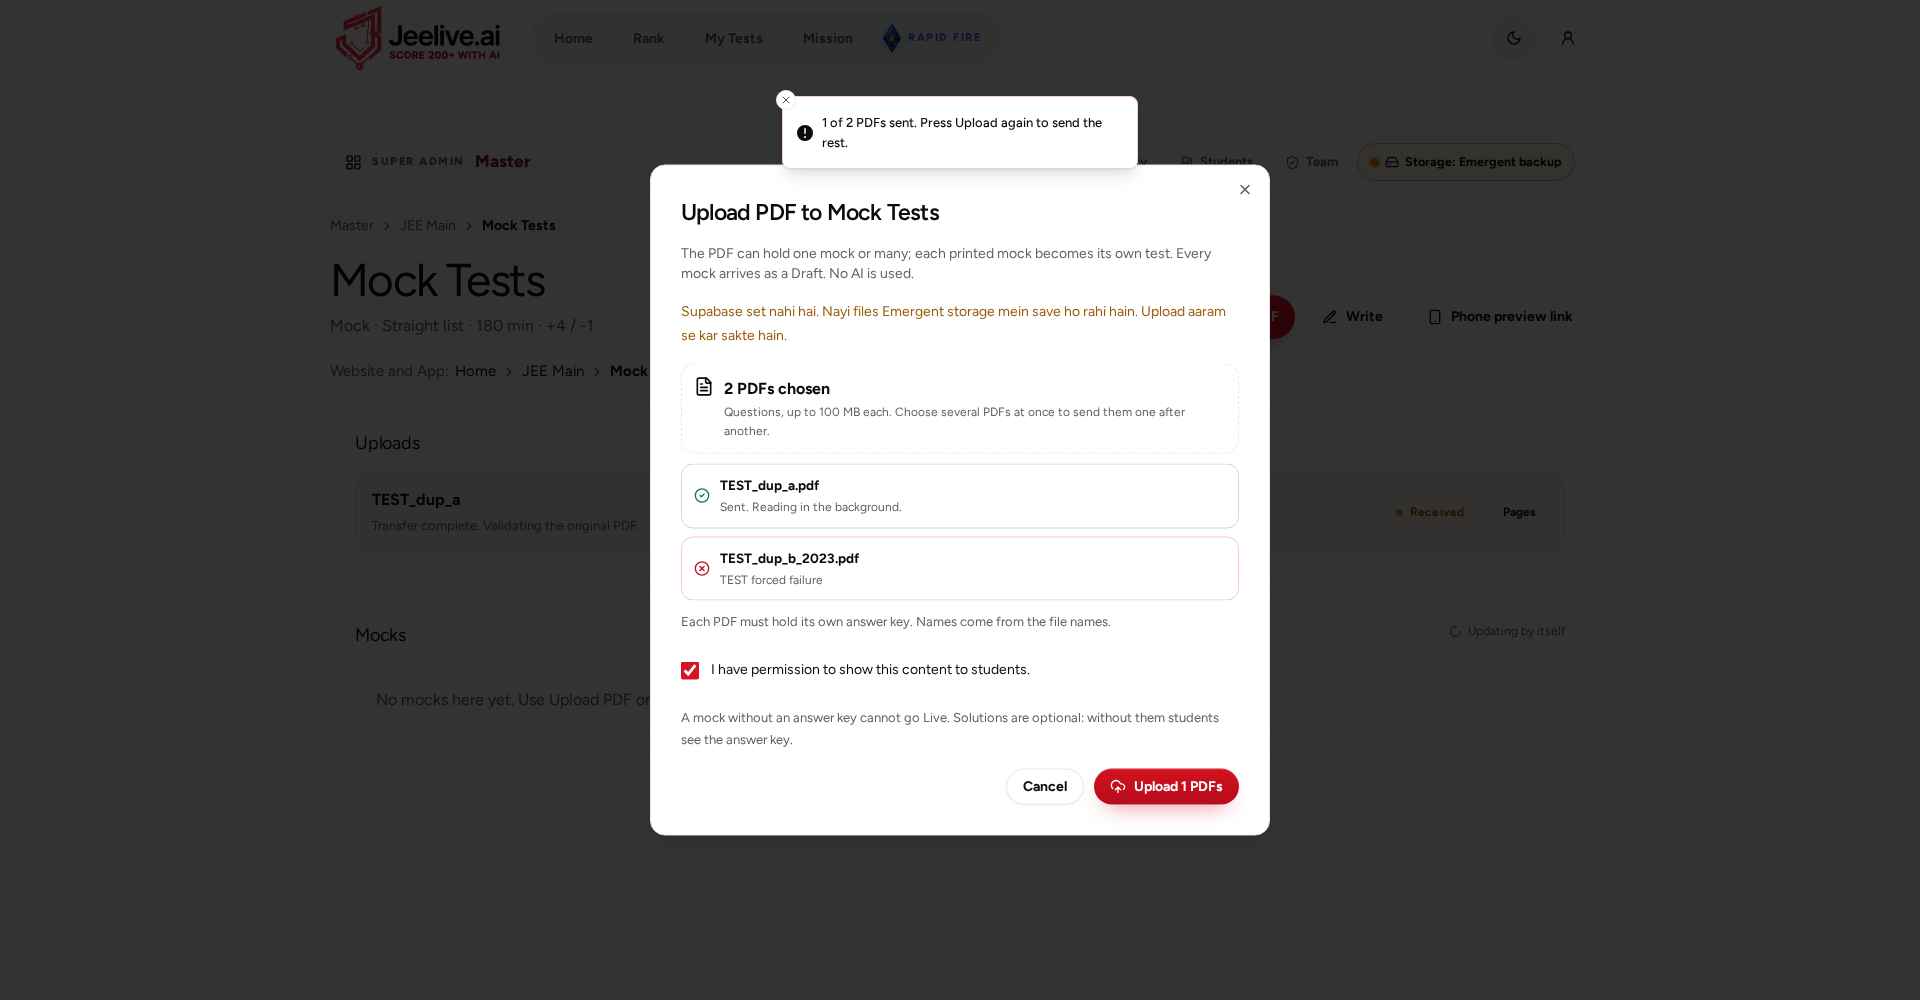 Jeelive.ai
SCORE 200+ WITH AI
Home
Rank
My Tests
Mission
RAPID FIRE
1 of 2 PDFs sent. Press Upload again to send the
rest.
SUPER ADMIN
Master
Students
Team
Storage: Emergent backup
Master > JEE Main > Mock Tests
Mock Tests
Mock · Straight list · 180 min · +4 / -1
Write
Phone preview link
Website and App: Home > JEE Main > Mock
Uploads
TEST_dup_a
Transfer complete. Validating the original PDF.
Received
Pages
Mocks
Updating by itself
No mocks here yet. Use Upload PDF or
Upload PDF to Mock Tests
The PDF can hold one mock or many; each printed mock becomes its own test. Every
mock arrives as a Draft. No AI is used.
Supabase set nahi hai. Nayi files Emergent storage mein save ho rahi hain. Upload aaram
se kar sakte hain.
2 PDFs chosen
Questions, up to 100 MB each. Choose several PDFs at once to send them one after
another.
TEST_dup_a.pdf
Sent. Reading in the background.
TEST_dup_b_2023.pdf
TEST forced failure
Each PDF must hold its own answer key. Names come from the file names.
I have permission to show this content to students.
A mock without an answer key cannot go Live. Solutions are optional: without them students
see the answer key.
Cancel
Upload 1 PDFs